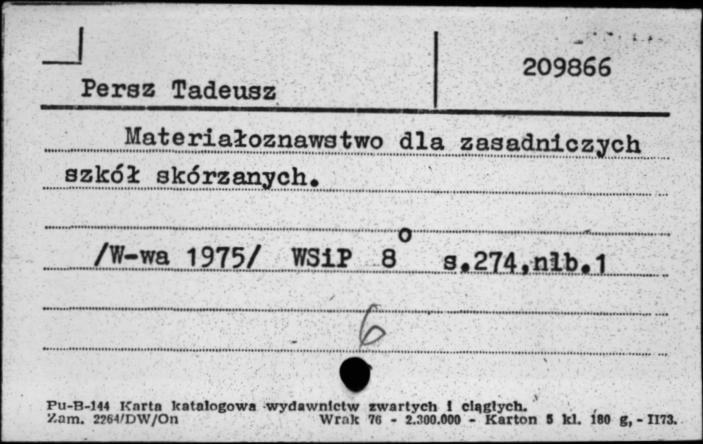 209866
Persz Tadeusz
Materiałoznawstwo dla zasadniczych
szkół skórzanych.
/W-wa 1975/ WSiP 8° s.274,nlb.1
6
Pu-B-144 Karta katalogowa wydawnictw zwartych i ciągłych.
Zam. 2264/DW/On Wrak 76 - 2.300.000 - Karton 5 kl. 180 g, - II73.